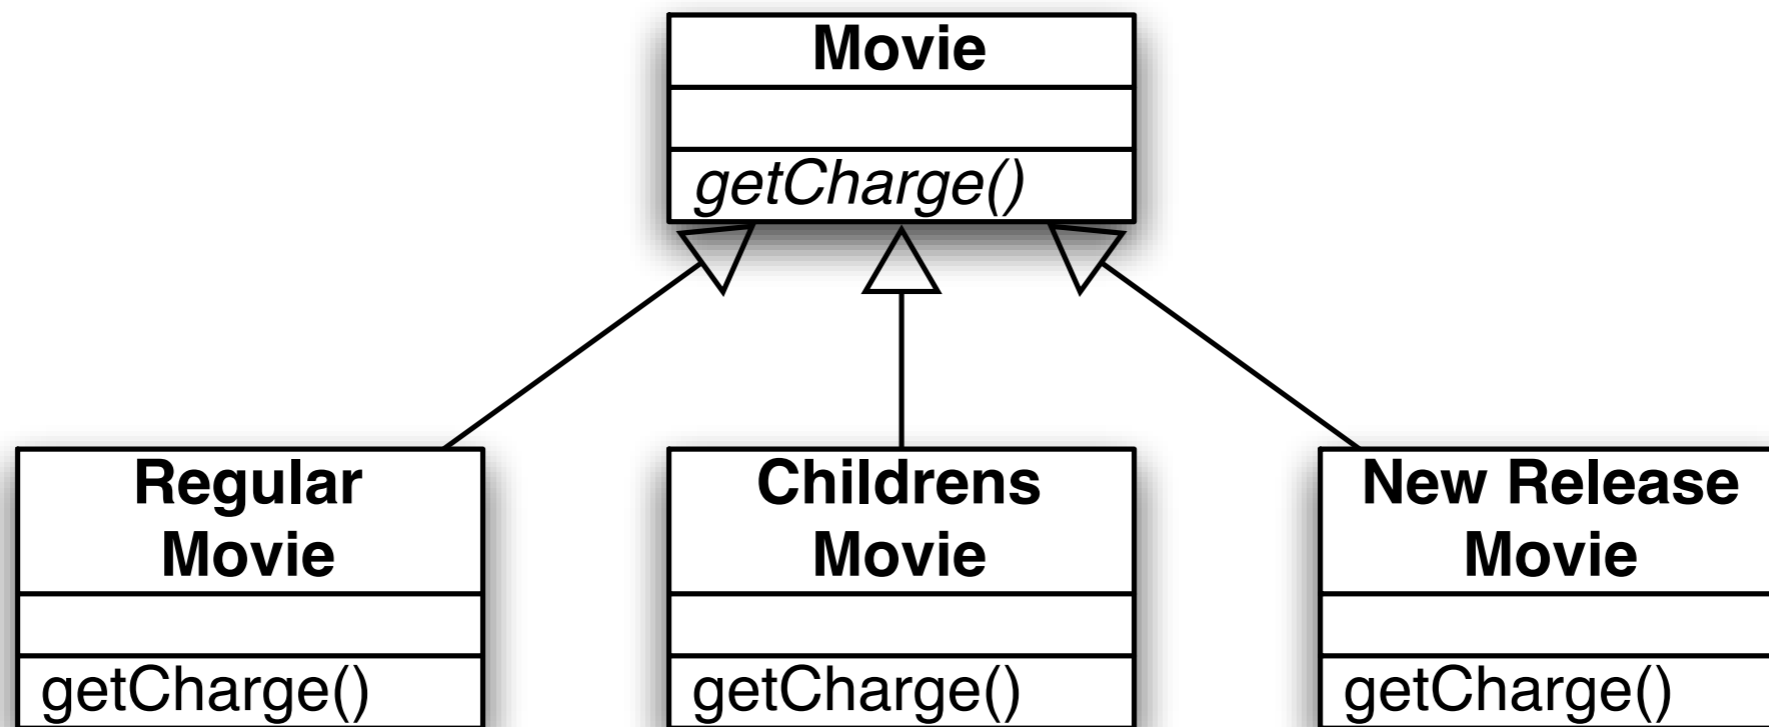 Movie
getCharge()
Regular
Movie
getCharge()
Childrens
Movie
getCharge()
New Release
Movie
getCharge()